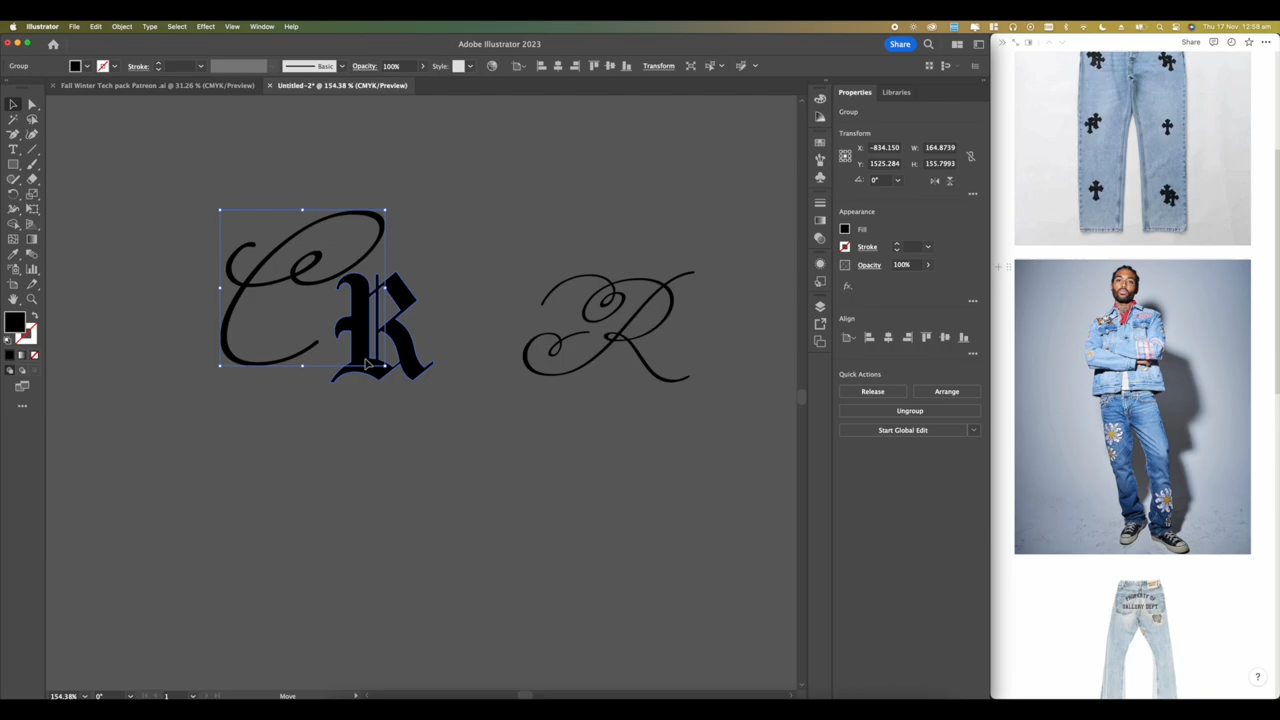 Illustrator File Edit Object Type Select Effect View Window Help
Thu 17 Nov 12:58 am
Adobe Illustrator 2023
Share
Share
Group
Stroke:
Basic
Opacity: 100%
Style:
Transform
Fall Winter Tech pack Patreon .ai @ 31.26 % (CMYK/Preview)
Untitled-2* @ 154.38 % (CMYK/Preview)
Properties
Libraries
Group
Transform
X: -834.150
W: 164.8739
Y: 1525.284
H: 155.7993
0°
Appearance
Fill
Stroke
Opacity 100%
fx.
Align
Quick Actions
Release
Arrange
Ungroup
Start Global Edit
C
R
R
PROPERTY OF
GALLERY DEPT.
154.38%
0°
1
Move
?